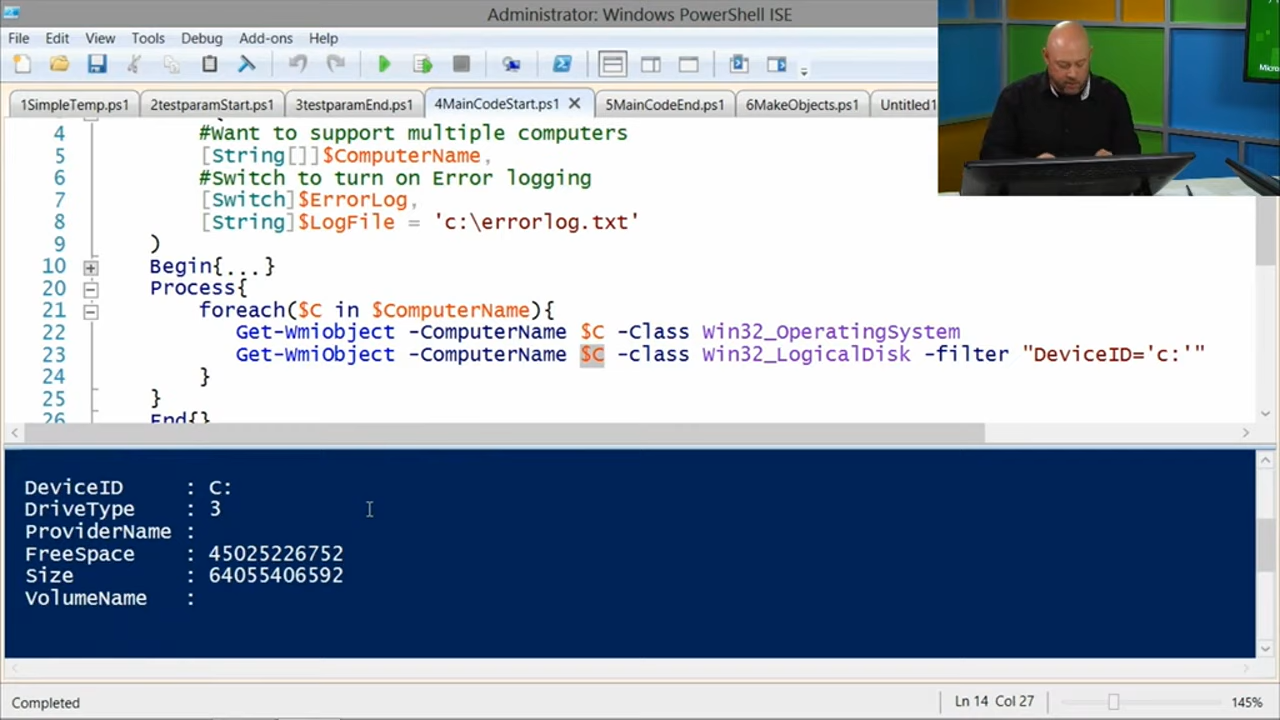 Administrator: Windows PowerShell ISE
File Edit View Tools Debug Add-ons Help
1SimpleTemp.ps1 2testparamStart.ps1 3testparamEnd.ps1 4MainCodeStart.ps1 5MainCodeEnd.ps1 6MakeObjects.ps1 Untitled1
4 #Want to support multiple computers
5 [String[]]$ComputerName,
6 #Switch to turn on Error logging
7 [Switch]$ErrorLog,
8 [String]$LogFile = 'c:\errorlog.txt'
9 )
10 Begin{...}
20 Process{
21 foreach($C in $ComputerName){
22 Get-Wmiobject -ComputerName $C -Class Win32_OperatingSystem
23 Get-WmiObject -ComputerName $C -class Win32_LogicalDisk -filter "DeviceID='c:'"
24 }
25 }
26 End{}
DeviceID : C:
DriveType : 3
ProviderName :
FreeSpace : 45025226752
Size : 64055406592
VolumeName :
Completed
Ln 14 Col 27
145%
Micro